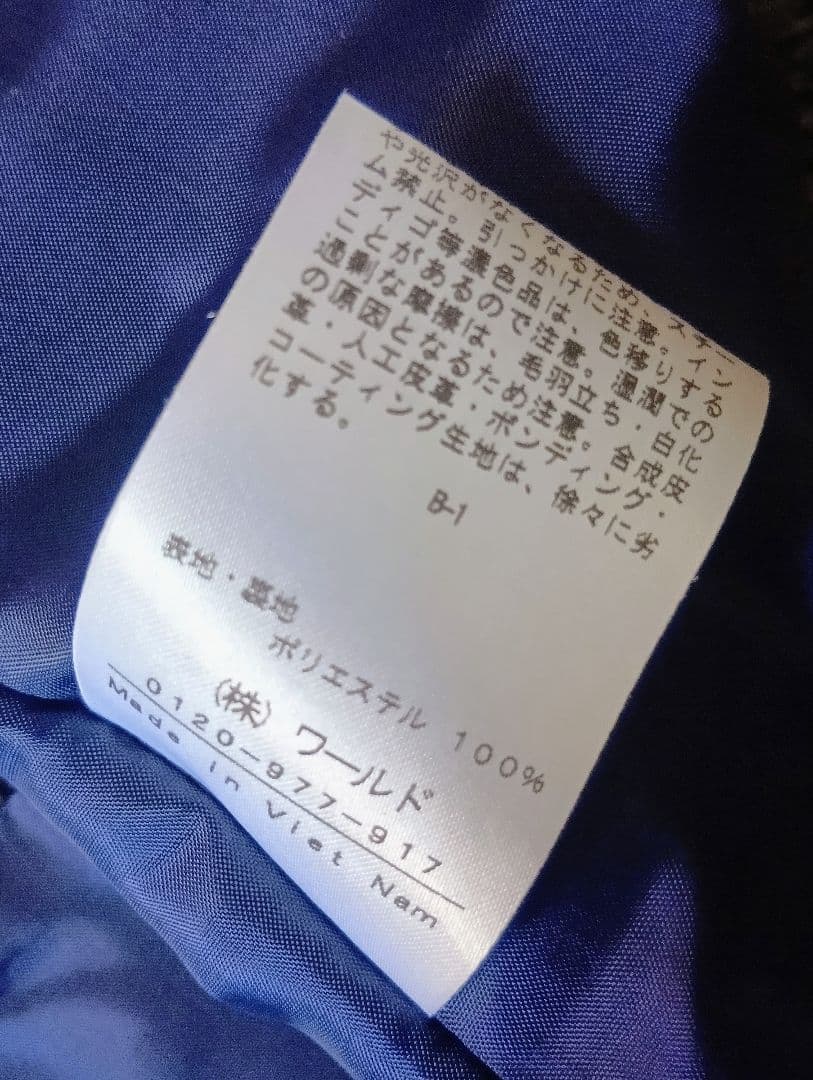 や光沢がなくなるため、スチー
ム禁止。引っかけに注意。イン
ディゴ等濃色品は、色移りする
ことがあるので注意。湿潤での
過剰な摩擦は、毛羽立ち・白化
の原因となるため注意。合成皮
革・人工皮革・ボンディング・
コーティング生地は、徐々に劣
化する。
B-1
表地・裏地
ポリエステル 100%
(株) ワールド
0120-977-917
Made in Viet Nam